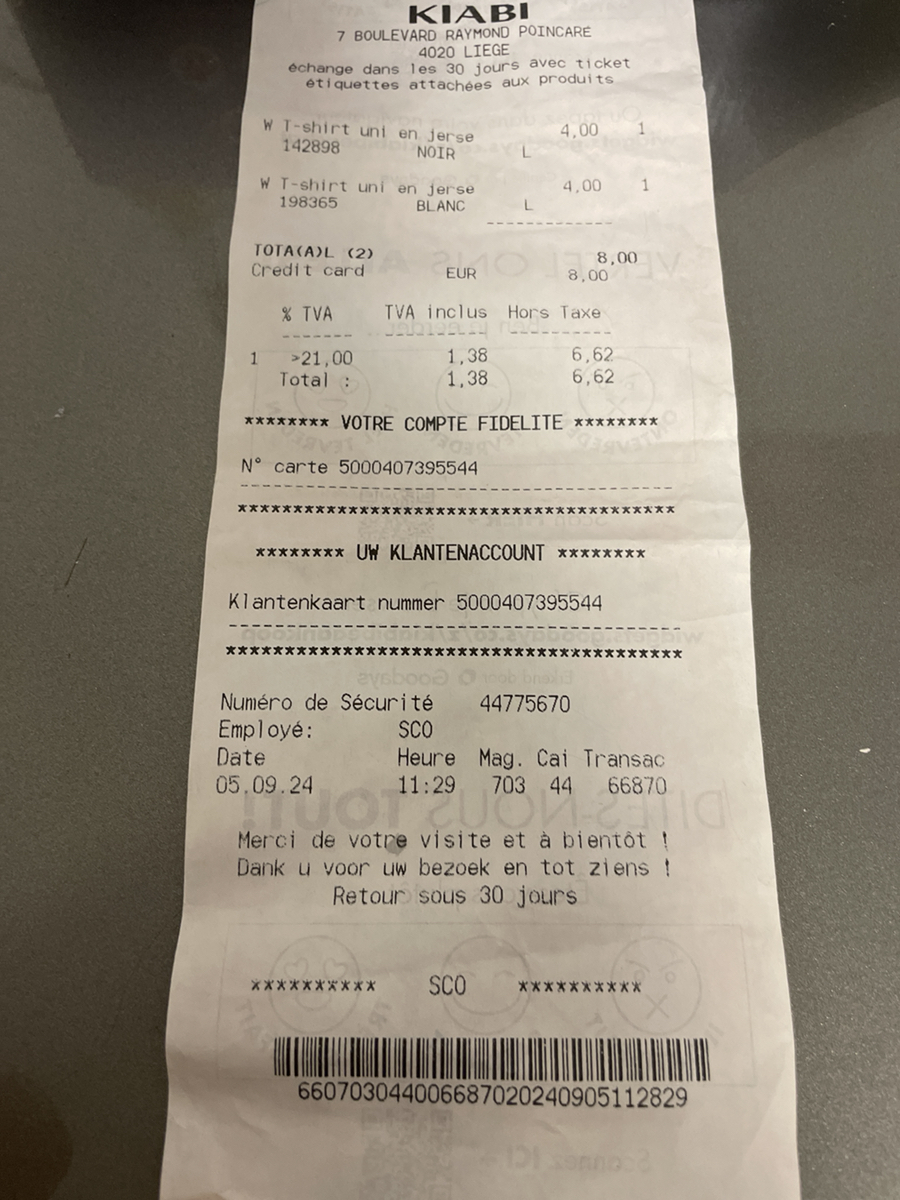 KIABI
7 BOULEVARD RAYMOND POINCARE
4020 LIEGE
échange dans les 30 jours avec ticket
étiquettes attachées aux produits
W T-shirt uni en jerse 4,00 1
142898 NOIR L
W T-shirt uni en jerse 4,00 1
198365 BLANC L
-------------
TOTA(A)L (2) 8,00
Credit card EUR 8,00
% TVA TVA inclus Hors Taxe
------- ---------- ----------
1 >21,00 1,38 6,62
Total : 1,38 6,62
******** VOTRE COMPTE FIDELITE ********
N° carte 5000407395544
----------------------------------------
****************************************
******** UW KLANTENACCOUNT ********
Klantenkaart nummer 5000407395544
----------------------------------------
****************************************
Numéro de Sécurité 44775670
Employé: SCO
Date Heure Mag. Cai Transac
05.09.24 11:29 703 44 66870
Merci de votre visite et à bientôt !
Dank u voor uw bezoek en tot ziens !
Retour sous 30 jours
********** SCO **********
660703044006687020240905112829